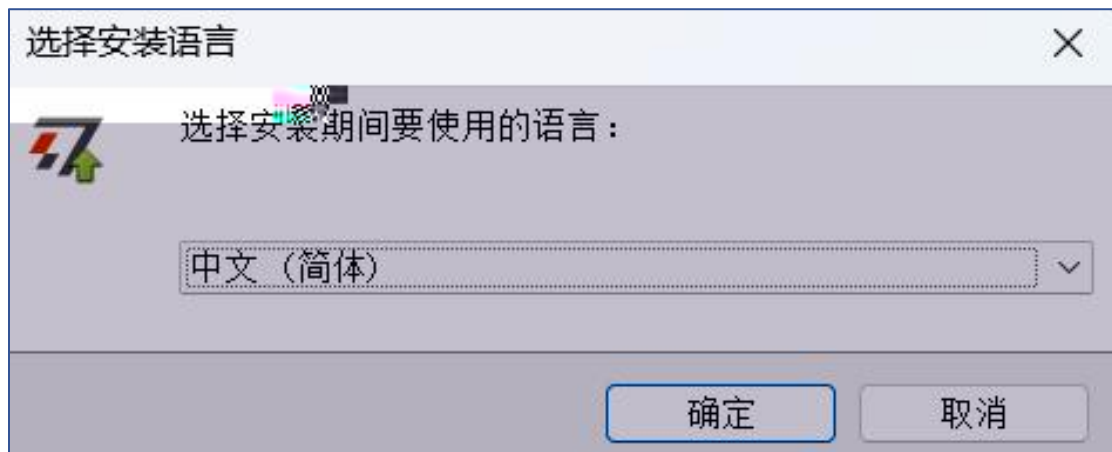 选择安装语言
选择安装期间要使用的语言：
中文 (简体)
确定
取消